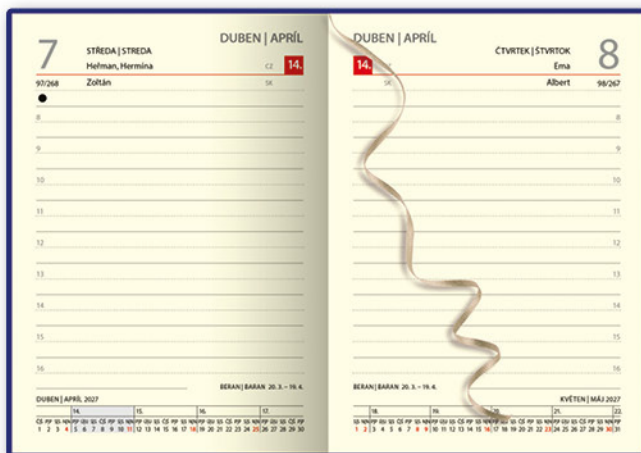 7
STŘEDA | STREDA
DUBEN | APRÍL
Heřman, Hermína
CZ
14.
97/268
Zoltán
SK
8
9
10
11
12
13
14
15
16
BERAN | BARAN 20. 3. – 19. 4.
DUBEN | APRÍL 2027
14. 15. 16. 17.
1 2 3 4 5 6 7 8 9 10 11 12 13 14 15 16 17 18 19 20 21 22 23 24 25 26 27 28 29 30
DUBEN | APRÍL
ČTVRTEK | ŠTVRTOK
8
14.
Ema
SK
Albert
98/267
8
9
10
11
12
13
14
15
16
BERAN | BARAN 20. 3. – 19. 4.
KVĚTEN | MÁJ 2027
18. 19. 20. 21. 22.
1 2 3 4 5 6 7 8 9 10 11 12 13 14 15 16 17 18 19 20 21 22 23 24 25 26 27 28 29 30 31